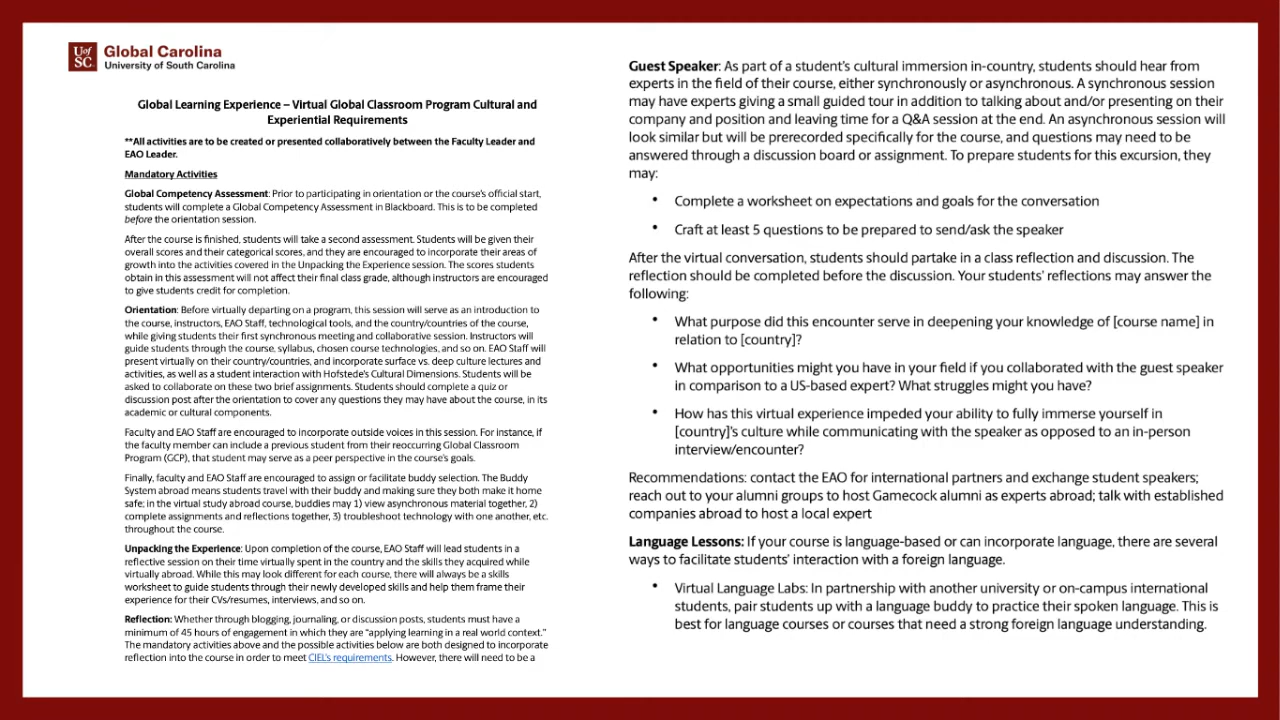 UofSC
Global Carolina
University of South Carolina
Global Learning Experience – Virtual Global Classroom Program Cultural and
Experiential Requirements
**All activities are to be created or presented collaboratively between the Faculty Leader and
EAO Leader.
Mandatory Activities
Global Competency Assessment: Prior to participating in orientation or the course's official start,
students will complete a Global Competency Assessment in Blackboard. This is to be completed
before the orientation session.
After the course is finished, students will take a second assessment. Students will be given their
overall scores and their categorical scores, and they are encouraged to incorporate their areas of
growth into the activities covered in the Unpacking the Experience session. The scores students
obtain in this assessment will not affect their final class grade, although instructors are encouraged
to give students credit for completion.
Orientation: Before virtually departing on a program, this session will serve as an introduction to
the course, instructors, EAO Staff, technological tools, and the country/countries of the course,
while giving students their first synchronous meeting and collaborative session. Instructors will
guide students through the course, syllabus, chosen course technologies, and so on. EAO Staff will
present virtually on their country/countries, and incorporate surface vs. deep culture lectures and
activities, as well as a student interaction with Hofstede's Cultural Dimensions. Students will be
asked to collaborate on these two brief assignments. Students should complete a quiz or
discussion post after the orientation to cover any questions they may have about the course, in its
academic or cultural components.
Faculty and EAO Staff are encouraged to incorporate outside voices in this session. For instance, if
the faculty member can include a previous student from their reoccurring Global Classroom
Program (GCP), that student may serve as a peer perspective in the course's goals.
Finally, faculty and EAO Staff are encouraged to assign or facilitate buddy selection. The Buddy
System abroad means students travel with their buddy and making sure they both make it home
safe; in the virtual study abroad course, buddies may 1) view asynchronous material together, 2)
complete assignments and reflections together, 3) troubleshoot technology with one another, etc.
throughout the course.
Unpacking the Experience: Upon completion of the course, EAO Staff will lead students in a
reflective session on their time virtually spent in the country and the skills they acquired while
virtually abroad. While this may look different for each course, there will always be a skills
worksheet to guide students through their newly developed skills and help them frame their
experience for their CVs/resumes, interviews, and so on.
Reflection: Whether through blogging, journaling, or discussion posts, students must have a
minimum of 45 hours of engagement in which they are "applying learning in a real world context."
The mandatory activities above and the possible activities below are both designed to incorporate
reflection into the course in order to meet CIEL's requirements. However, there will need to be a
Guest Speaker: As part of a student's cultural immersion in-country, students should hear from
experts in the field of their course, either synchronously or asynchronous. A synchronous session
may have experts giving a small guided tour in addition to talking about and/or presenting on their
company and position and leaving time for a Q&A session at the end. An asynchronous session will
look similar but will be prerecorded specifically for the course, and questions may need to be
answered through a discussion board or assignment. To prepare students for this excursion, they
may:
• Complete a worksheet on expectations and goals for the conversation
• Craft at least 5 questions to be prepared to send/ask the speaker
After the virtual conversation, students should partake in a class reflection and discussion. The
reflection should be completed before the discussion. Your students' reflections may answer the
following:
• What purpose did this encounter serve in deepening your knowledge of [course name] in
relation to [country]?
• What opportunities might you have in your field if you collaborated with the guest speaker
in comparison to a US-based expert? What struggles might you have?
• How has this virtual experience impeded your ability to fully immerse yourself in
[country]'s culture while communicating with the speaker as opposed to an in-person
interview/encounter?
Recommendations: contact the EAO for international partners and exchange student speakers;
reach out to your alumni groups to host Gamecock alumni as experts abroad; talk with established
companies abroad to host a local expert
Language Lessons: If your course is language-based or can incorporate language, there are several
ways to facilitate students' interaction with a foreign language.
• Virtual Language Labs: In partnership with another university or on-campus international
students, pair students up with a language buddy to practice their spoken language. This is
best for language courses or courses that need a strong foreign language understanding.